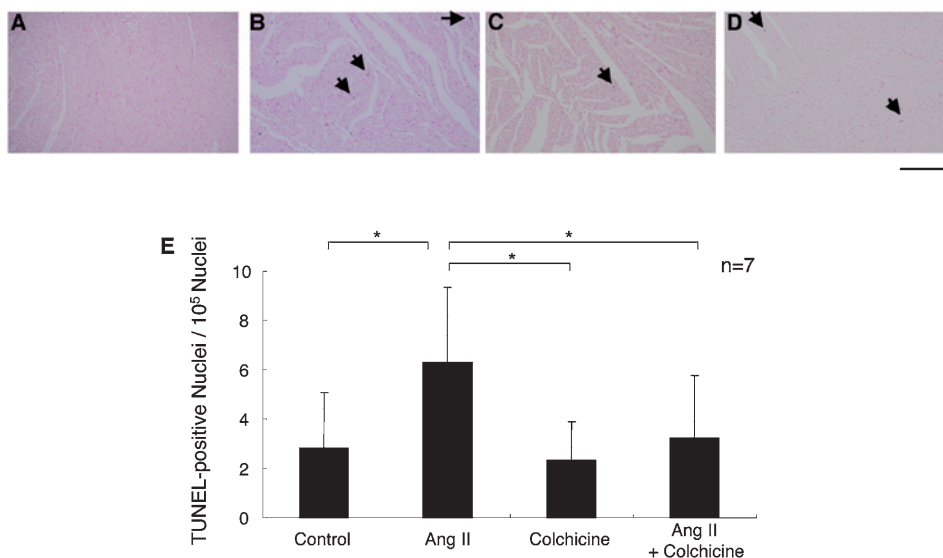 A
B
C
D
E
*
*
*
n=7
TUNEL-positive Nuclei / 10⁵ Nuclei
10
8
6
4
2
0
Control
Ang II
Colchicine
Ang II
+ Colchicine